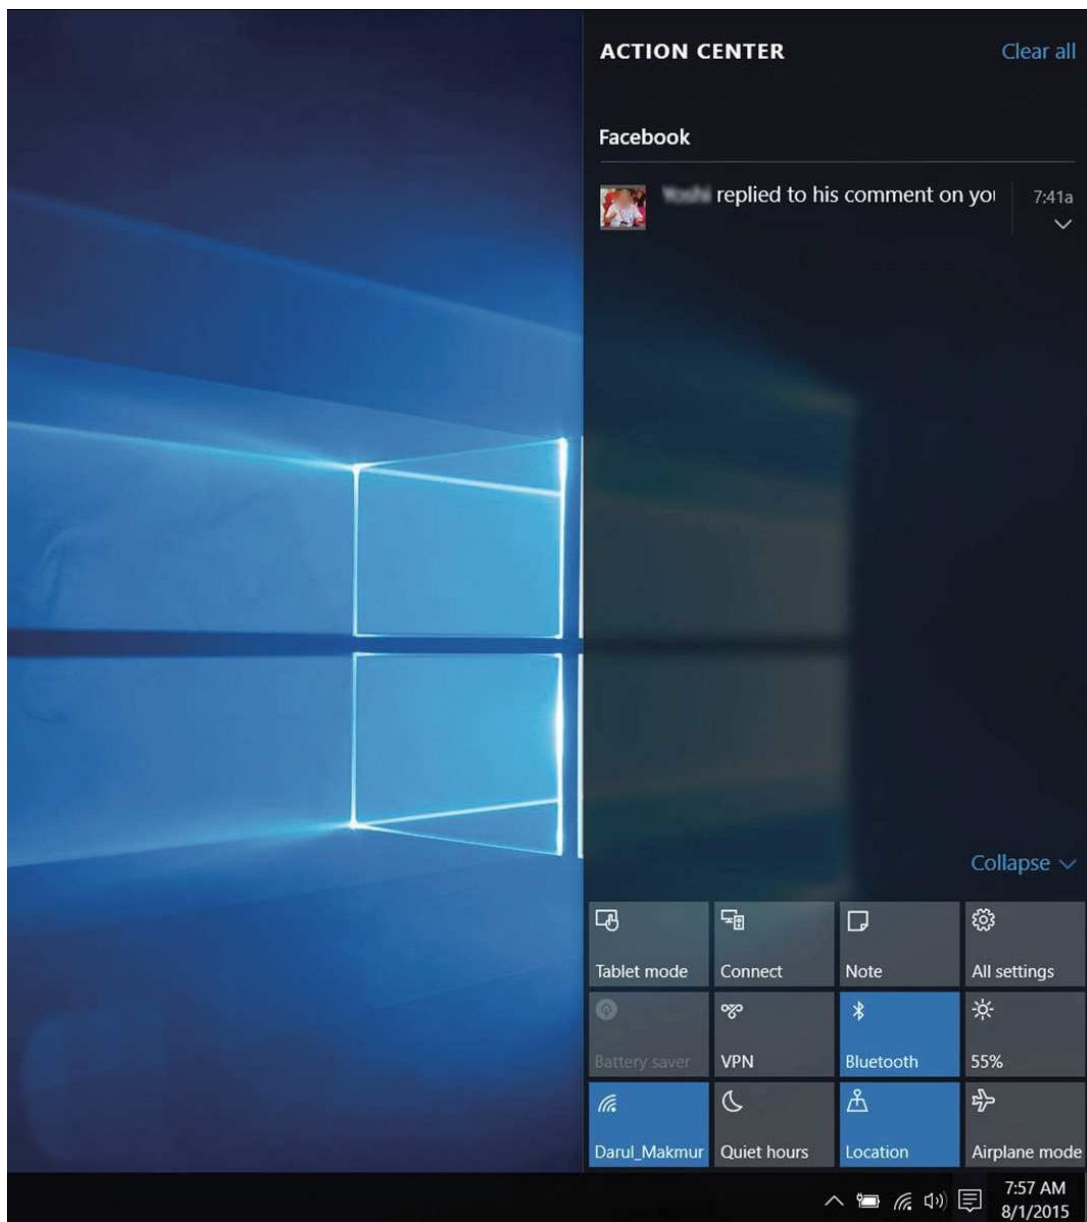 ACTION CENTER Clear all
Facebook
replied to his comment on you 7:41a
Collapse
Tablet mode Connect Note All settings
Battery saver VPN Bluetooth 55%
Darul_Makmur Quiet hours Location Airplane mode
7:57 AM
8/1/2015